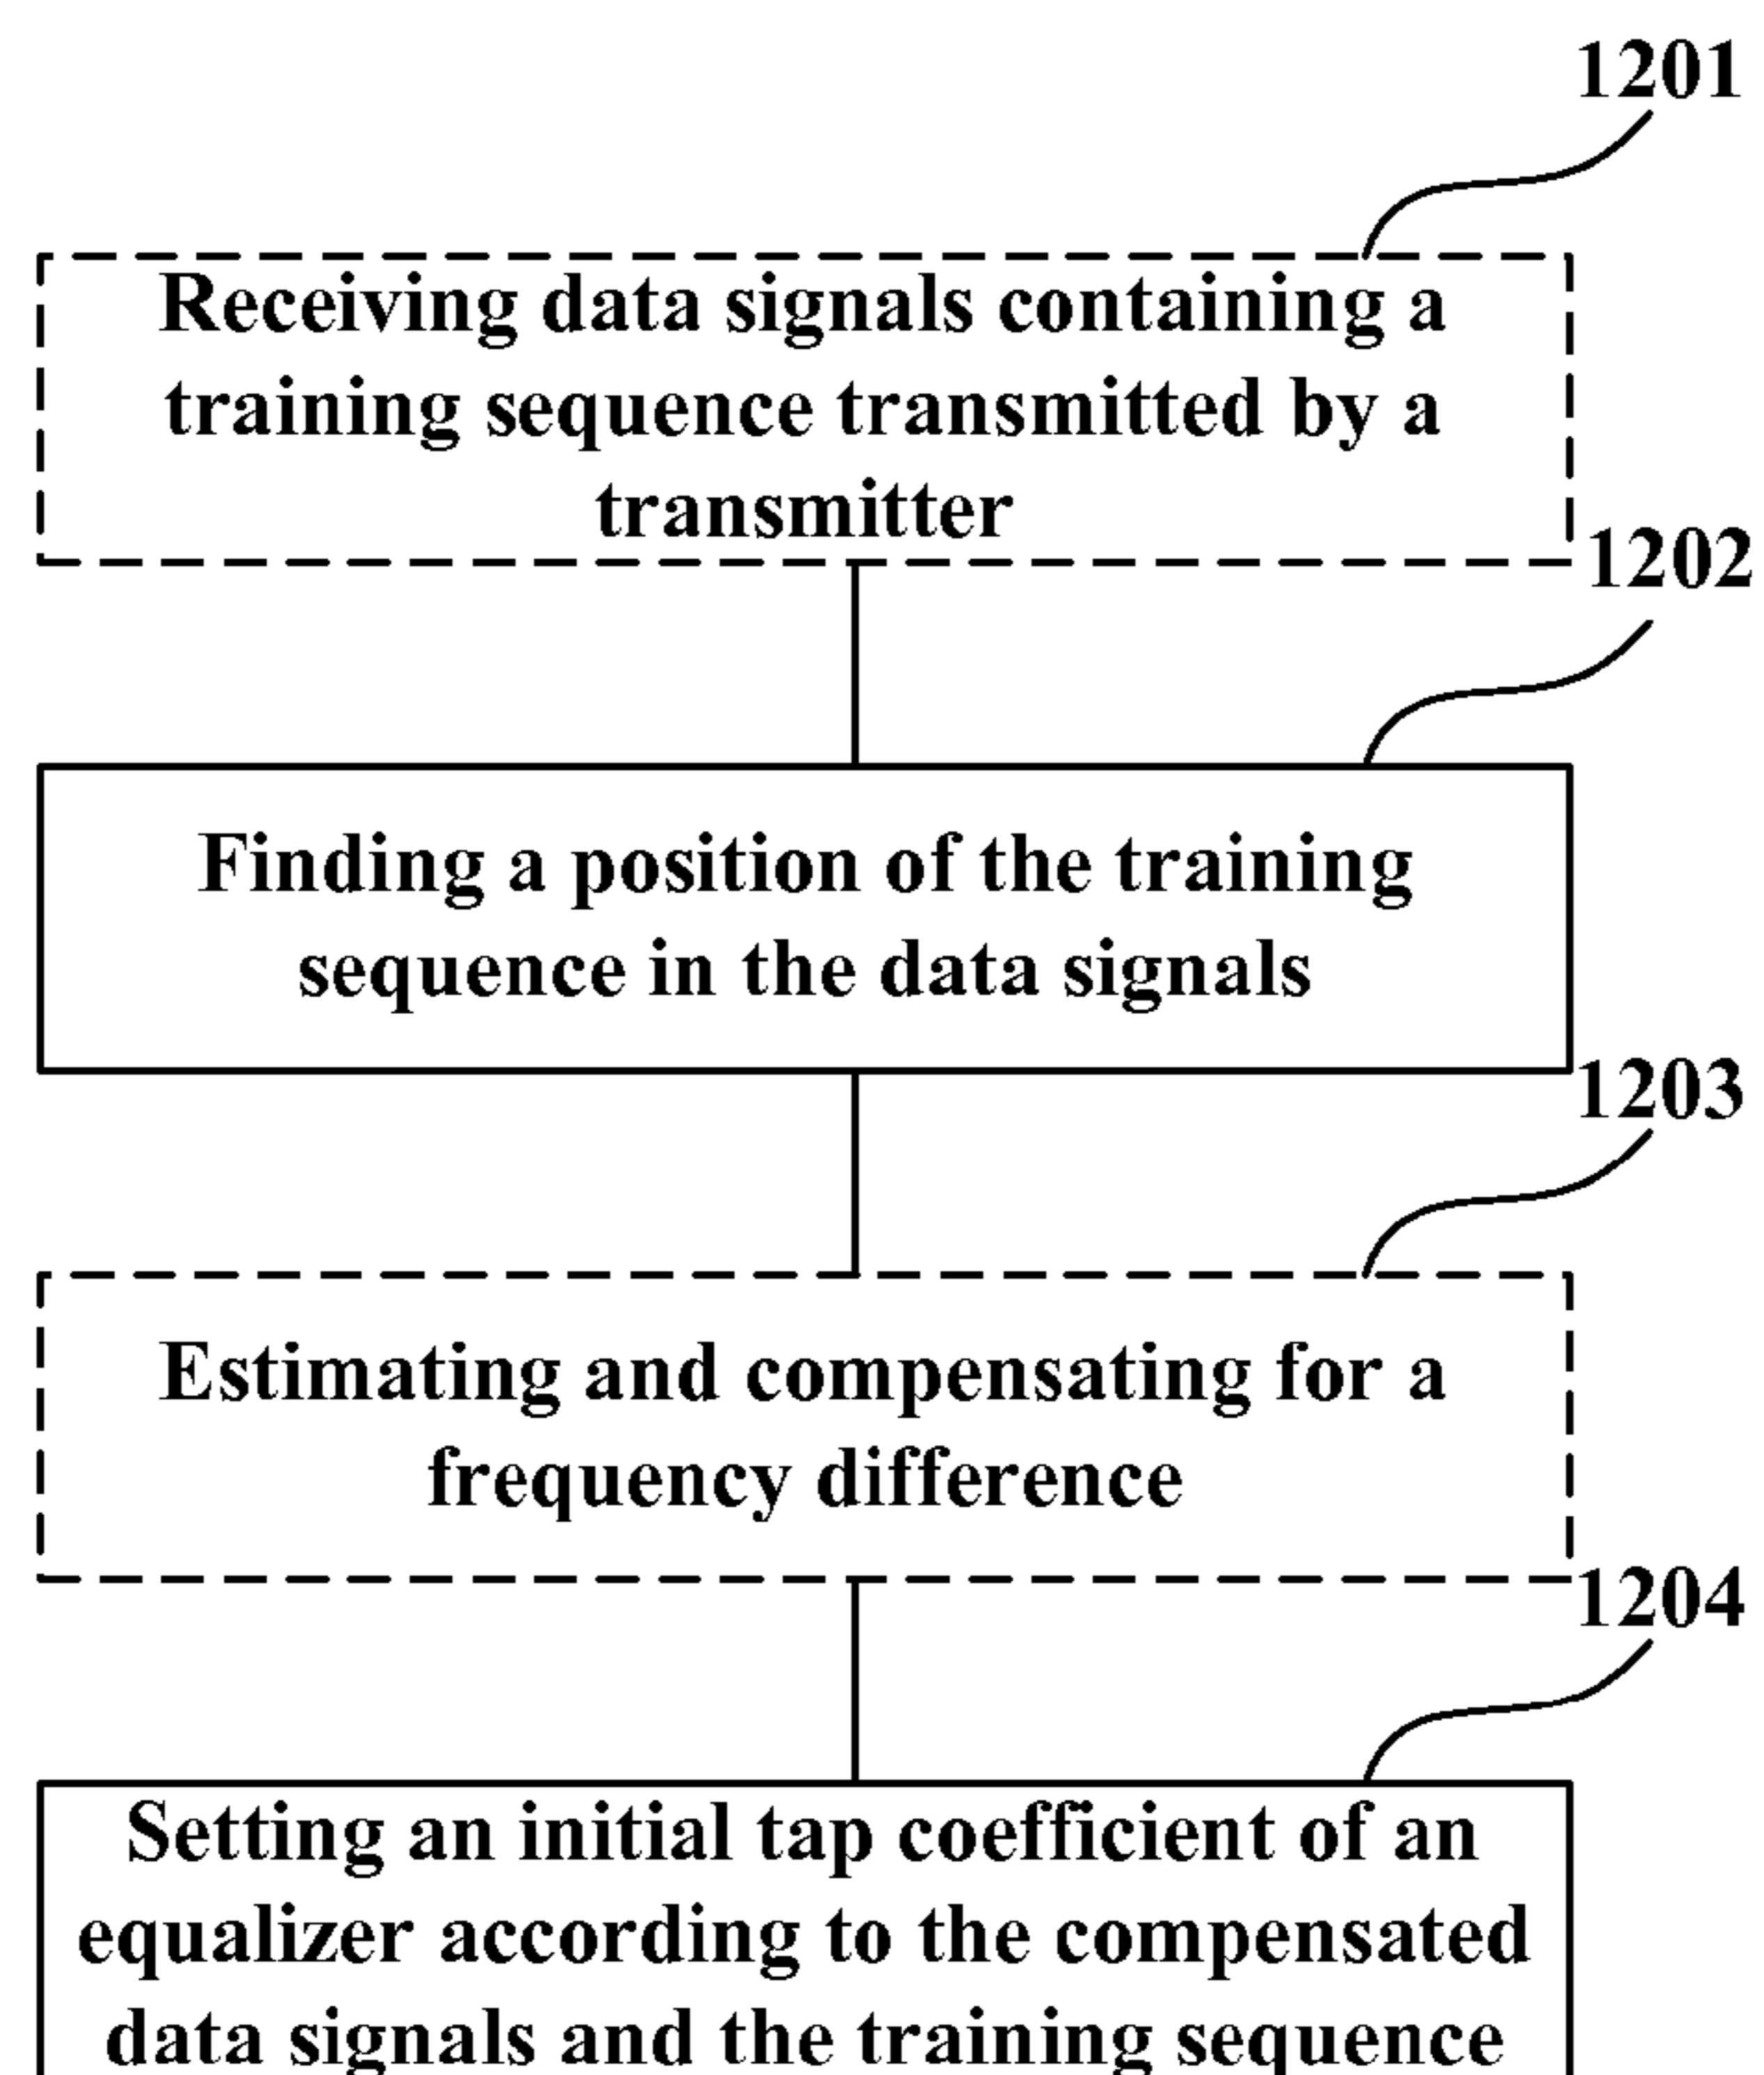 1201
Receiving data signals containing a
training sequence transmitted by a
transmitter
1202
Finding a position of the training
sequence in the data signals
1203
Estimating and compensating for a
frequency difference
1204
Setting an initial tap coefficient of an
equalizer according to the compensated
data signals and the training sequence